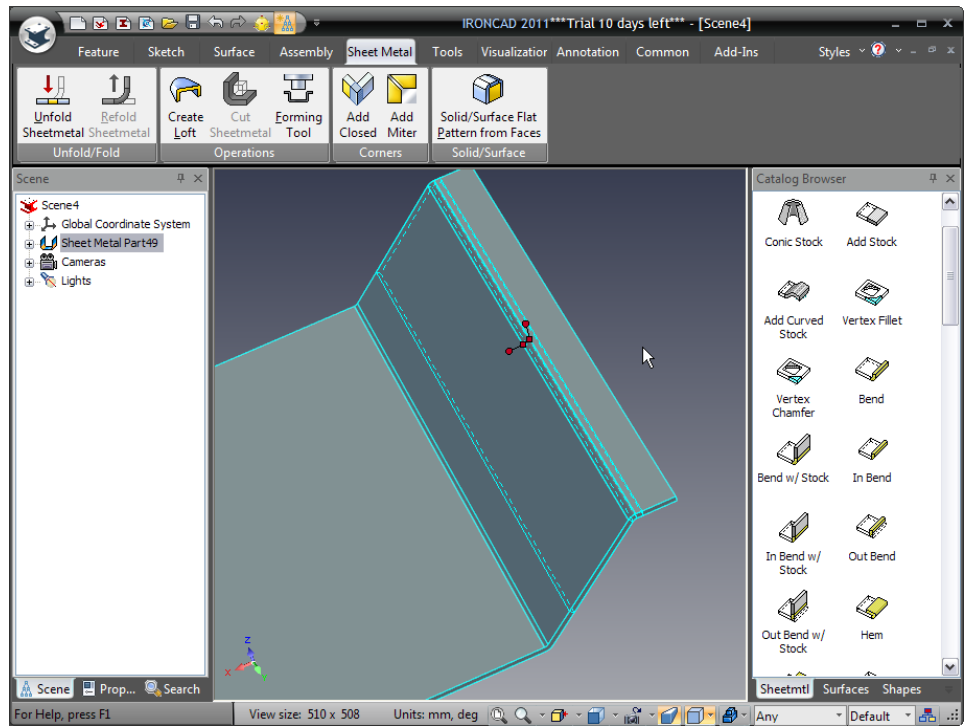 IRONCAD 2011***Trial 10 days left*** - [Scene4]
Feature Sketch Surface Assembly Sheet Metal Tools Visualizatior Annotation Common Add-Ins Styles
Unfold Sheetmetal
Refold Sheetmetal
Create Loft
Cut Sheetmetal
Forming Tool
Add Closed
Add Miter
Solid/Surface Flat Pattern from Faces
Unfold/Fold Operations Corners Solid/Surface
Scene
Scene4
Global Coordinate System
Sheet Metal Part49
Cameras
Lights
z
x
Scene Prop... Search
Catalog Browser
Conic Stock Add Stock
Add Curved Stock
Vertex Fillet
Vertex Chamfer
Bend
Bend w/ Stock In Bend
In Bend w/ Stock
Out Bend
Out Bend w/ Stock
Hem
Sheetmtl Surfaces Shapes
For Help, press F1 View size: 510 x 508 Units: mm, deg Any Default